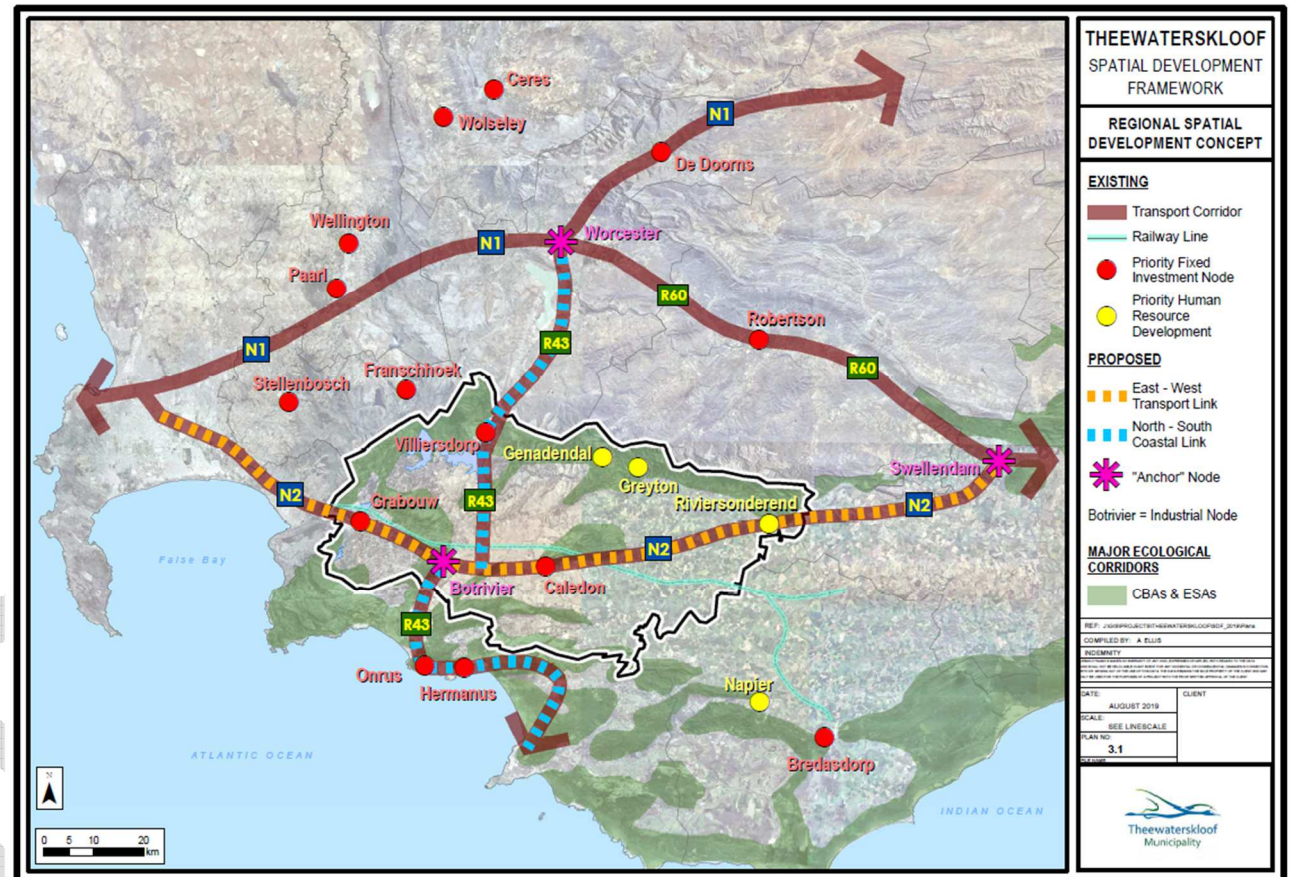 Ceres
Wolseley
N1
De Doorns
Wellington
N1
Worcester
Paarl
R60
Robertson
N1
R43
Franschhoek
Stellenbosch
R60
Villiersdorp
Genadendal
Greyton
Swellendam
N2
Grabouw
R43
Riviersonderend
N2
N2
False Bay
Botrivier
Caledon
R43
Onrus
Hermanus
Napier
Bredasdorp
ATLANTIC OCEAN
INDIAN OCEAN
N
0 5 10 20
km
THEEWATERSKLOOF
SPATIAL DEVELOPMENT
FRAMEWORK
REGIONAL SPATIAL
DEVELOPMENT CONCEPT
EXISTING
Transport Corridor
Railway Line
Priority Fixed
Investment Node
Priority Human
Resource
Development
PROPOSED
East - West
Transport Link
North - South
Coastal Link
"Anchor" Node
Botrivier = Industrial Node
MAJOR ECOLOGICAL
CORRIDORS
CBAs & ESAs
REF:
COMPILED BY: A ELLIS
INDEMNITY
DATE:
AUGUST 2019
CLIENT
SCALE:
SEE LINESCALE
PLAN NO:
3.1
Theewaterskloof
Municipality